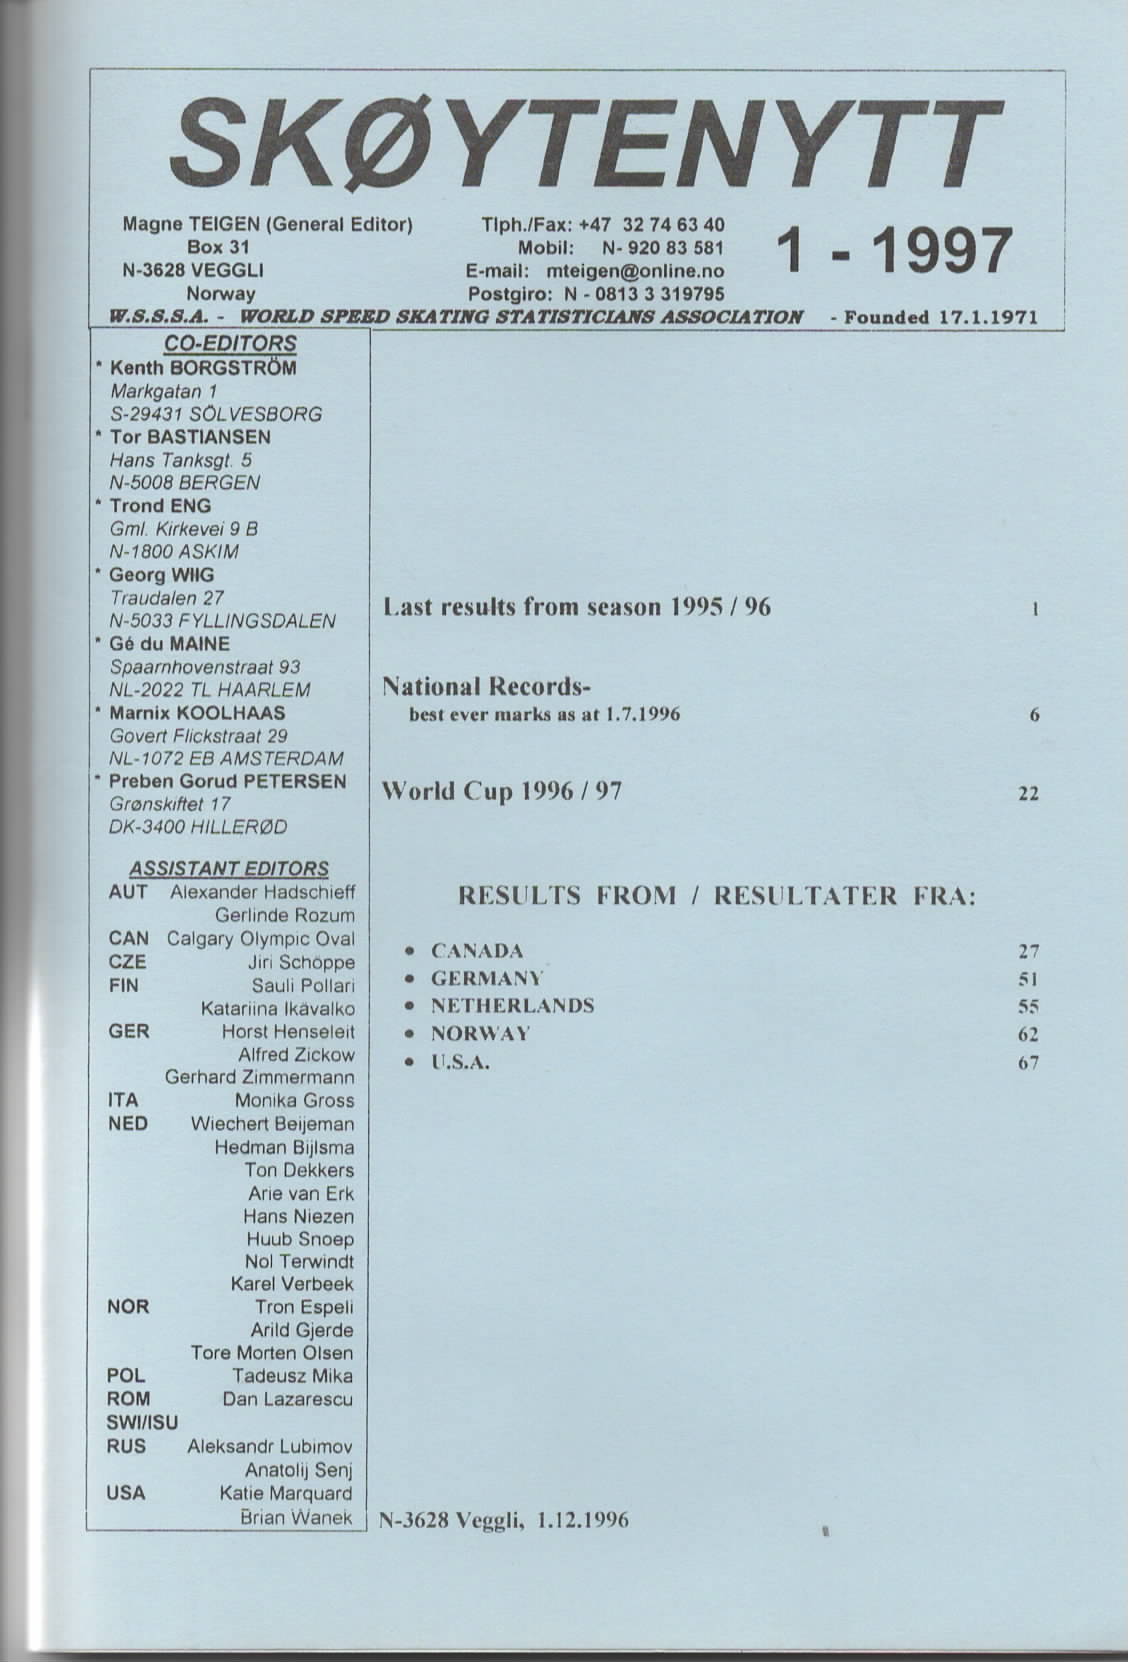 SKØYTENYTT
Magne TEIGEN (General Editor)
Box 31
N-3628 VEGGLI
Norway
Tlph./Fax: +47 32 74 63 40
Mobil: N- 920 83 581
E-mail: mteigen@online.no
Postgiro: N - 0813 3 319795
1 - 1997
W.S.S.S.A. - WORLD SPEED SKATING STATISTICIANS ASSOCIATION - Founded 17.1.1971
CO-EDITORS
* Kenth BORGSTRÖM
Markgatan 1
S-29431 SÖLVESBORG
* Tor BASTIANSEN
Hans Tanksgt. 5
N-5008 BERGEN
* Trond ENG
Gml. Kirkevei 9 B
N-1800 ASKIM
* Georg WIIG
Traudalen 27
N-5033 FYLLINGSDALEN
* Gé du MAINE
Spaarnhovenstraat 93
NL-2022 TL HAARLEM
* Marnix KOOLHAAS
Govert Flickstraat 29
NL-1072 EB AMSTERDAM
* Preben Gorud PETERSEN
Grønskiftet 17
DK-3400 HILLERØD
ASSISTANT EDITORS
AUT Alexander Hadschieff
Gerlinde Rozum
CAN Calgary Olympic Oval
CZE Jiri Schöppe
FIN Sauli Pollari
Katariina Ikävalko
GER Horst Henseleit
Alfred Zickow
Gerhard Zimmermann
ITA Monika Gross
NED Wiechert Beijeman
Hedman Bijlsma
Ton Dekkers
Arie van Erk
Hans Niezen
Huub Snoep
Nol Terwindt
Karel Verbeek
NOR Tron Espeli
Arild Gjerde
Tore Morten Olsen
POL Tadeusz Mika
ROM Dan Lazarescu
SWI/ISU
RUS Aleksandr Lubimov
Anatolij Senj
USA Katie Marquard
Brian Wanek
Last results from season 1995 / 96 1
National Records-
best ever marks as at 1.7.1996 6
World Cup 1996 / 97 22
RESULTS FROM / RESULTATER FRA:
• CANADA 27
• GERMANY 51
• NETHERLANDS 55
• NORWAY 62
• U.S.A. 67
N-3628 Veggli, 1.12.1996